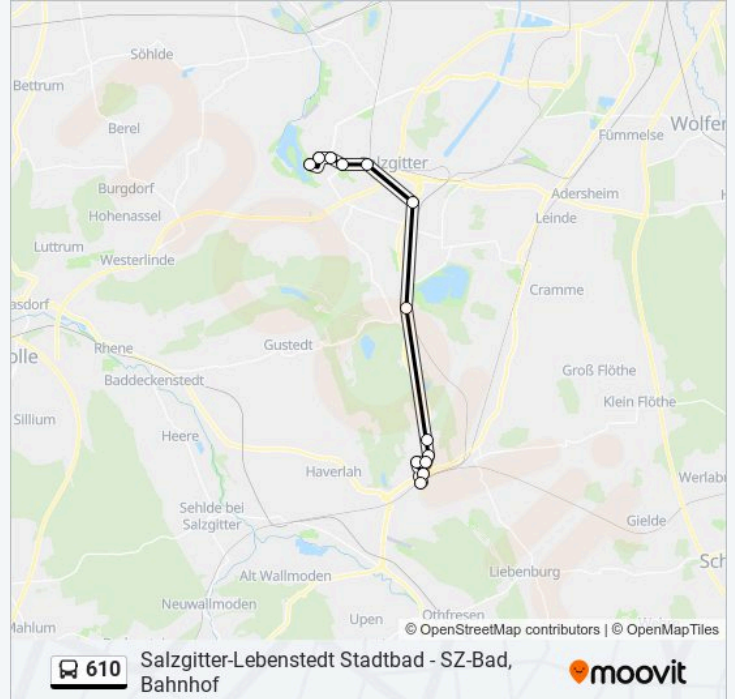 Söhlde
Bettrum
Berel
Wolfer
Fümmelse
lzgitter
Burgdorf
Adersheim
Hohenassel
Leinde
Luttrum
Westerlinde
Cramme
asdorf
olle
Rhene
Gustedt
Baddeckenstedt
Groß Flöthe
Klein Flöthe
Sillium
Heere
Haverlah
Werlabu
Sehlde bei
Salzgitter
Gielde
Sch
Alt Wallmoden
Liebenburg
Neuwallmoden
Upen
Othfresen
Mahlum
© OpenStreetMap contributors | © OpenMapTiles
610
Salzgitter-Lebenstedt Stadtbad - SZ-Bad,
Bahnhof
moovit